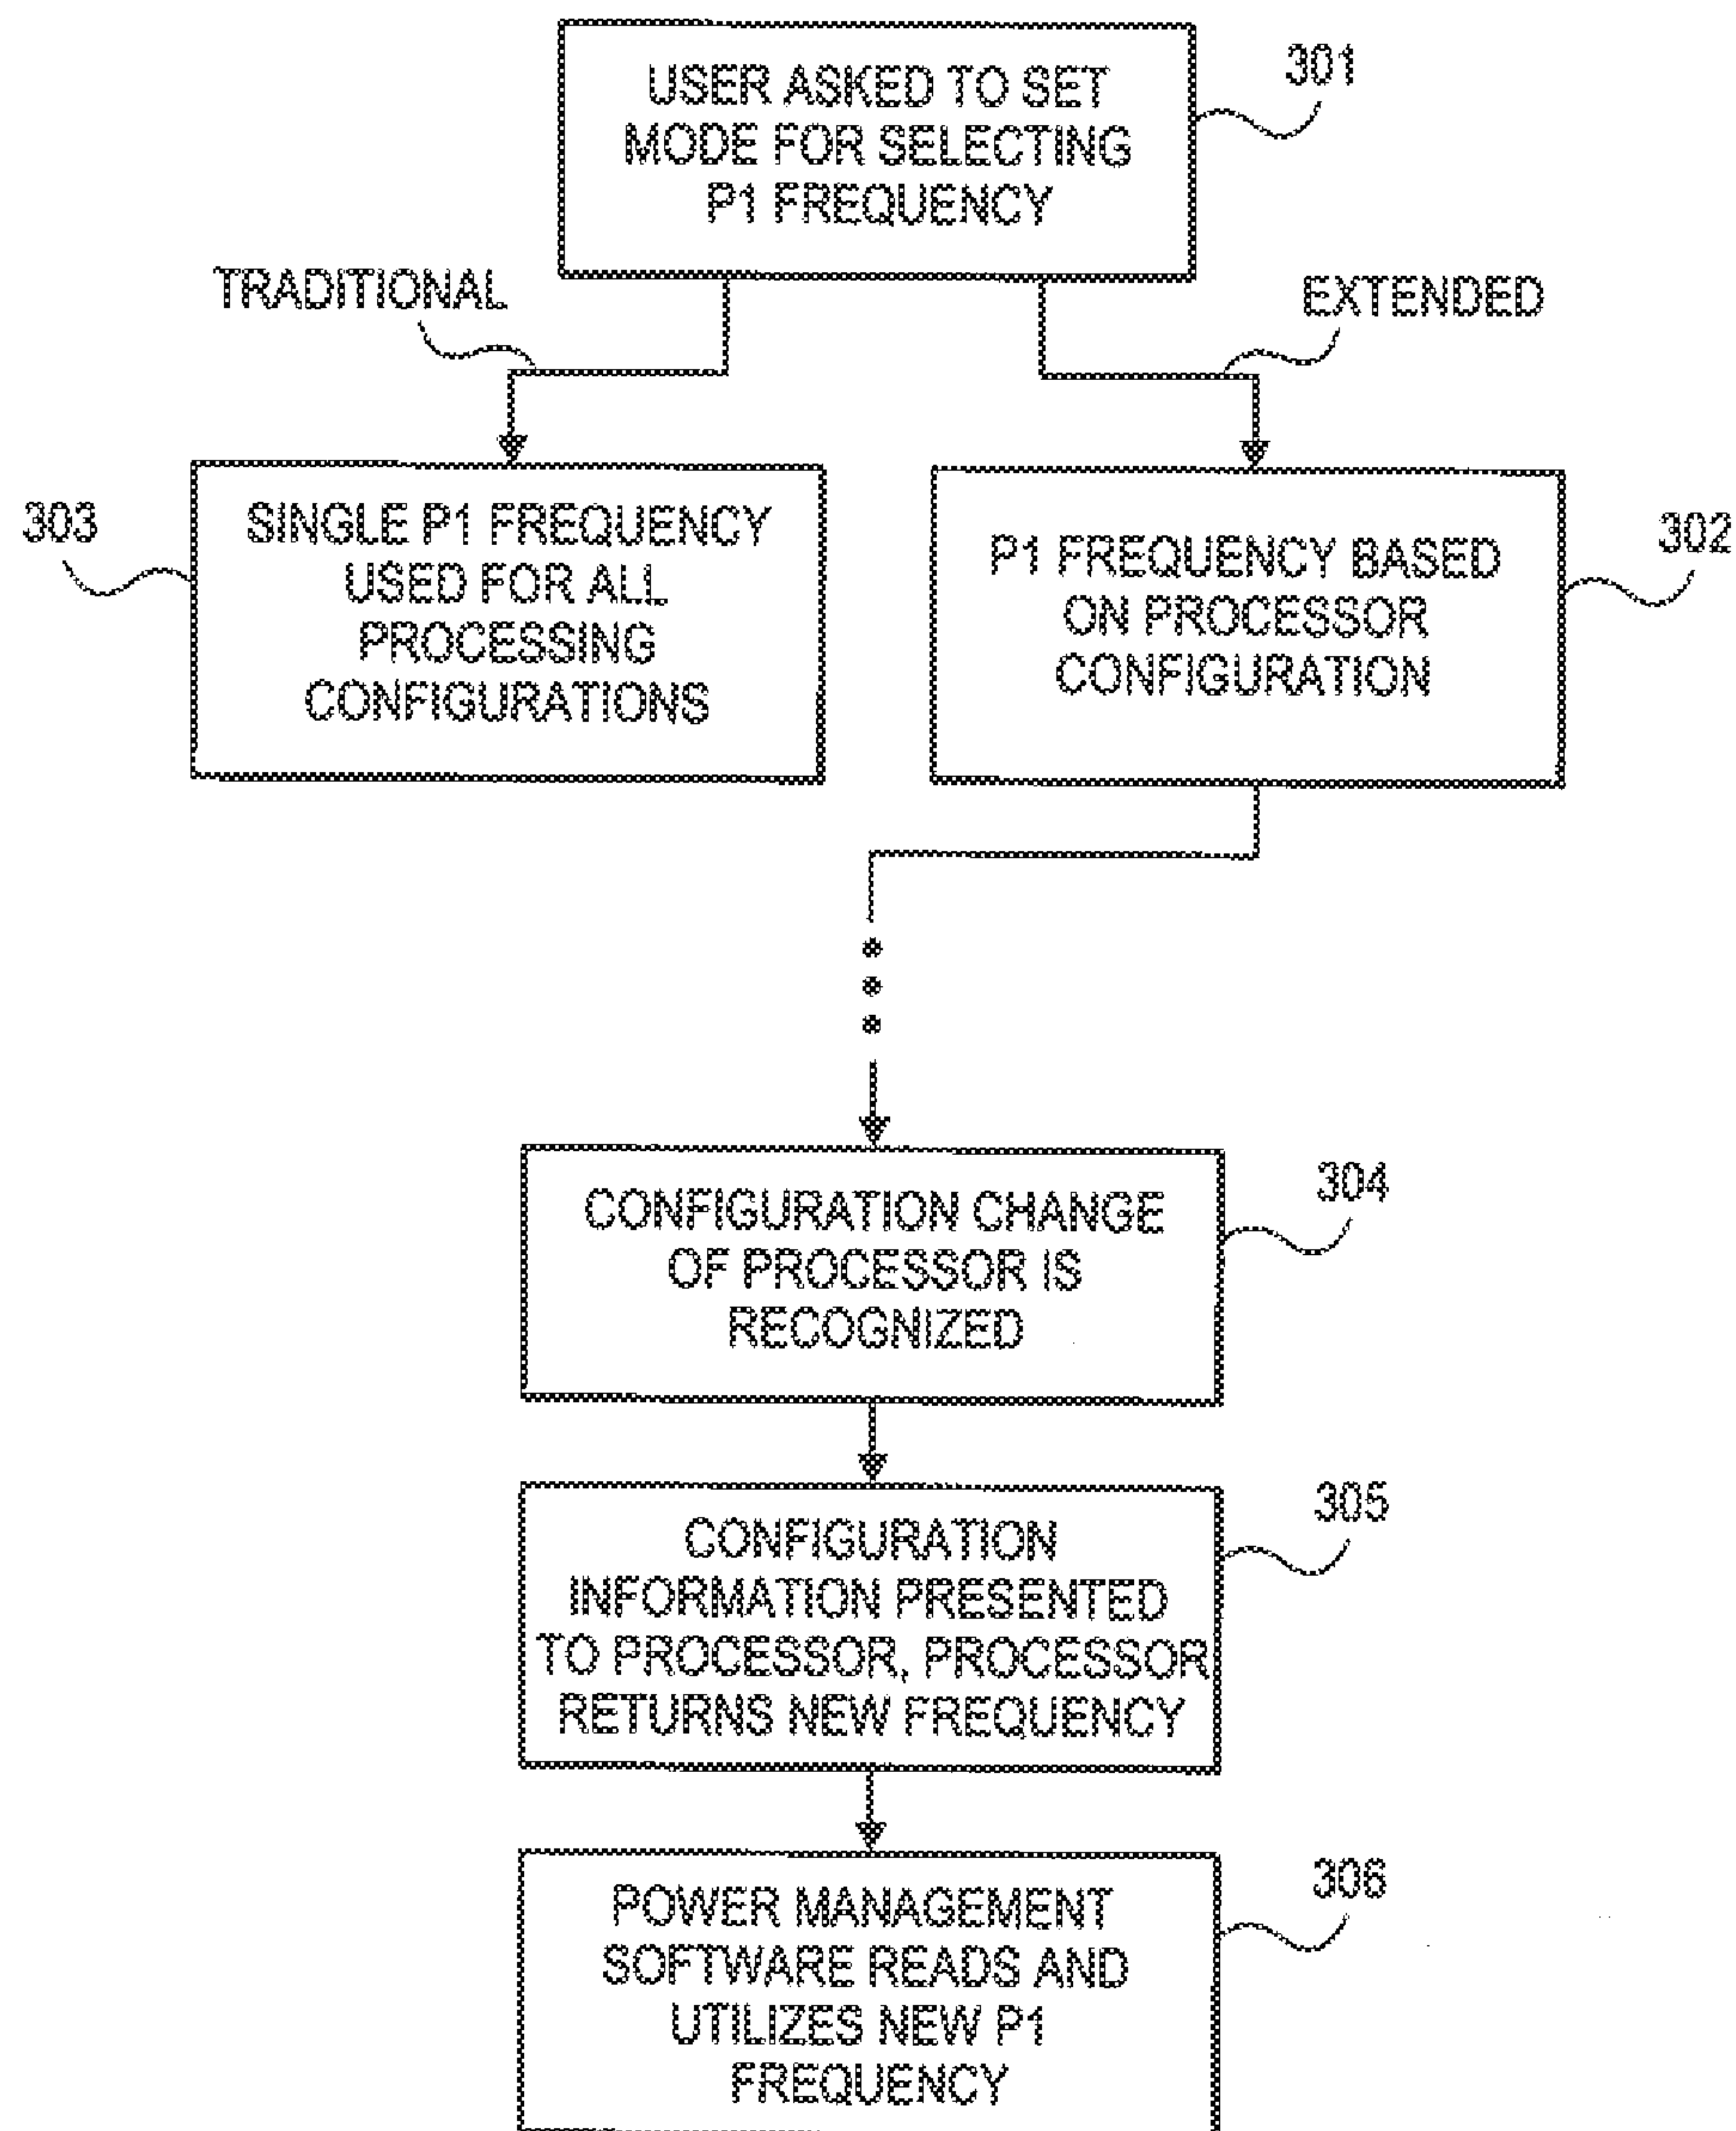 USER ASKED TO SET
MODE FOR SELECTING
P1 FREQUENCY
301
TRADITIONAL
EXTENDED
303
SINGLE P1 FREQUENCY
USED FOR ALL
PROCESSING
CONFIGURATIONS
P1 FREQUENCY BASED
ON PROCESSOR
CONFIGURATION
302
CONFIGURATION CHANGE
OF PROCESSOR IS
RECOGNIZED
304
CONFIGURATION
INFORMATION PRESENTED
TO PROCESSOR, PROCESSOR
RETURNS NEW FREQUENCY
305
POWER MANAGEMENT
SOFTWARE READS AND
UTILIZES NEW P1
FREQUENCY
306